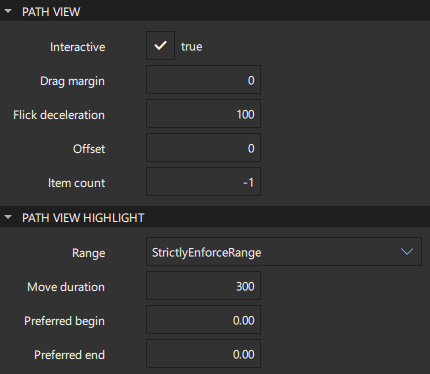 PATH VIEW
Interactive true
Drag margin 0
Flick deceleration 100
Offset 0
Item count -1
PATH VIEW HIGHLIGHT
Range StrictlyEnforceRange
Move duration 300
Preferred begin 0.00
Preferred end 0.00